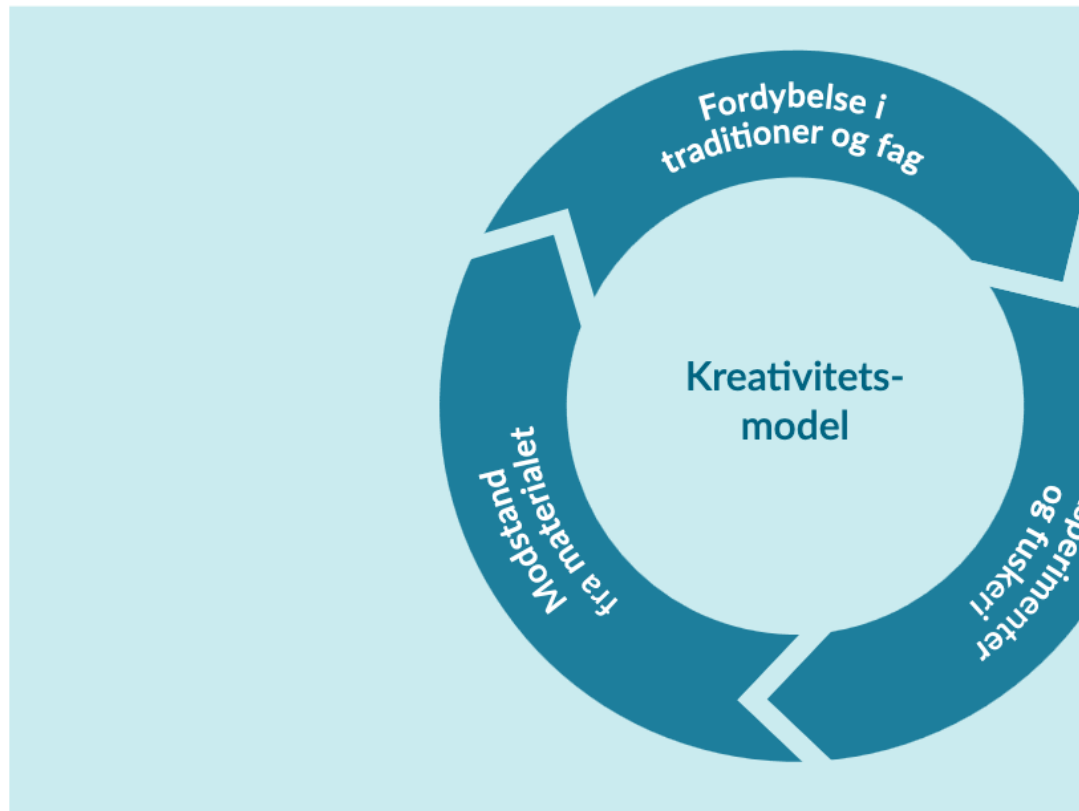 Fordybelse i
traditioner og fag
Kreativitets-
model
Modstand
fra materialet
og fuskeri